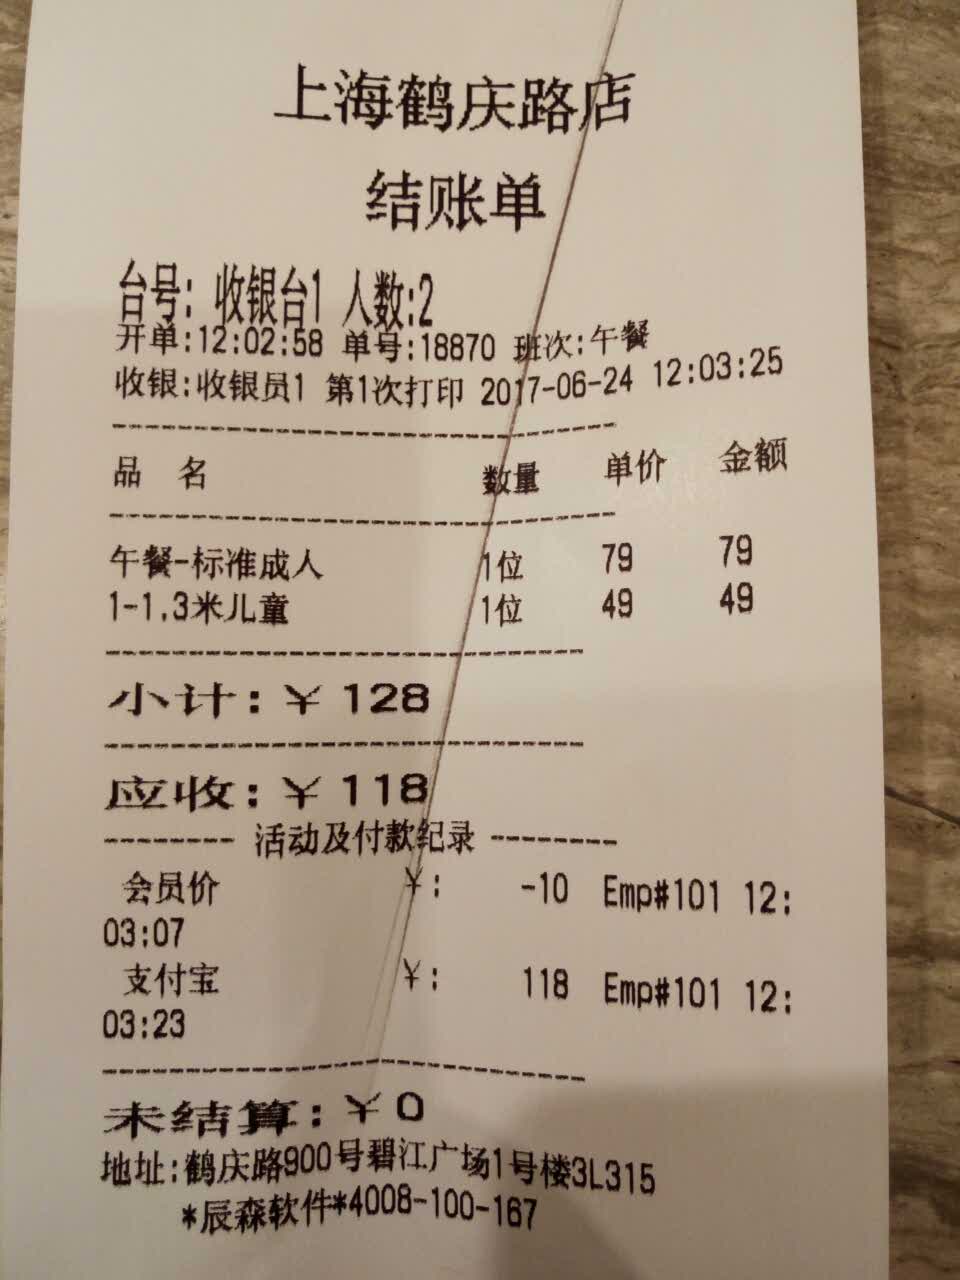 上海鹤庆路店
结账单
台号: 收银台1 人数:2
开单:12:02:58 单号:18870 班次:午餐
收银:收银员1 第1次打印 2017-06-24 12:03:25
品 名 数量 单价 金额
午餐-标准成人 1位 79 79
1-1.3米儿童 1位 49 49
小计:¥128
应收:¥118
-------- 活动及付款纪录 --------
会员价 ¥: -10 Emp#101 12:
03:07
支付宝 ¥: 118 Emp#101 12:
03:23
未结算:¥0
地址:鹤庆路900号碧江广场1号楼3L315
*辰森软件*4008-100-167